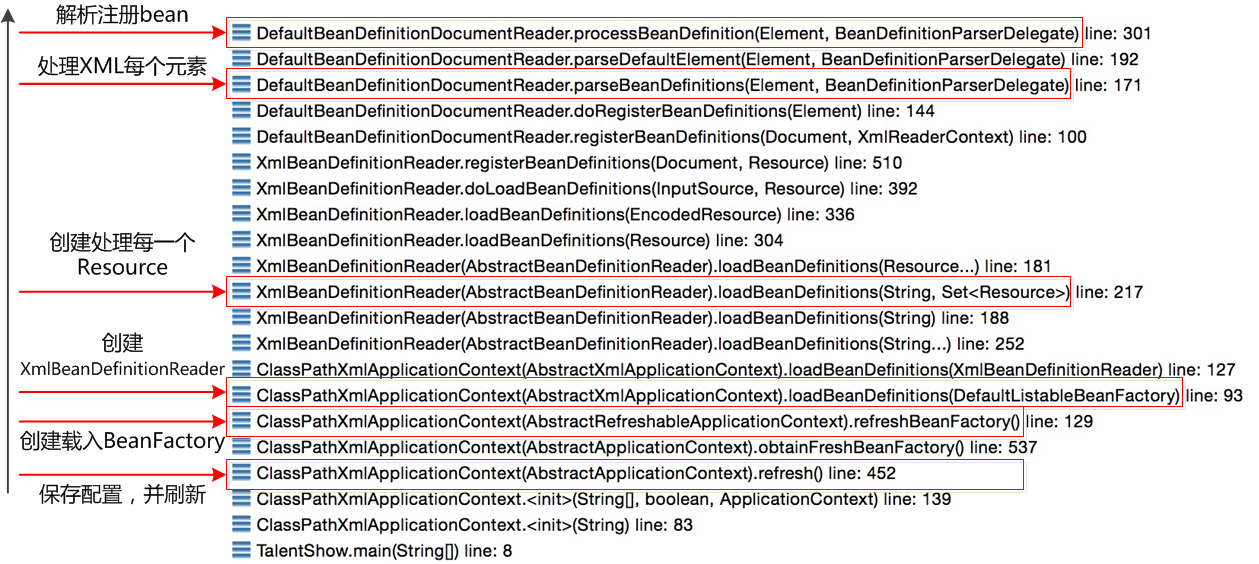 解析注册bean
DefaultBeanDefinitionDocumentReader.processBeanDefinition(Element, BeanDefinitionParserDelegate) line: 301
DefaultBeanDefinitionDocumentReader.parseDefaultElement(Element, BeanDefinitionParserDelegate) line: 192
处理XML每个元素
DefaultBeanDefinitionDocumentReader.parseBeanDefinitions(Element, BeanDefinitionParserDelegate) line: 171
DefaultBeanDefinitionDocumentReader.doRegisterBeanDefinitions(Element) line: 144
DefaultBeanDefinitionDocumentReader.registerBeanDefinitions(Document, XmlReaderContext) line: 100
XmlBeanDefinitionReader.registerBeanDefinitions(Document, Resource) line: 510
XmlBeanDefinitionReader.doLoadBeanDefinitions(InputSource, Resource) line: 392
XmlBeanDefinitionReader.loadBeanDefinitions(EncodedResource) line: 336
XmlBeanDefinitionReader.loadBeanDefinitions(Resource) line: 304
创建处理每一个
Resource
XmlBeanDefinitionReader(AbstractBeanDefinitionReader).loadBeanDefinitions(Resource...) line: 181
XmlBeanDefinitionReader(AbstractBeanDefinitionReader).loadBeanDefinitions(String, Set<Resource>) line: 217
XmlBeanDefinitionReader(AbstractBeanDefinitionReader).loadBeanDefinitions(String) line: 188
XmlBeanDefinitionReader(AbstractBeanDefinitionReader).loadBeanDefinitions(String...) line: 252
创建
XmlBeanDefinitionReader
ClassPathXmlApplicationContext(AbstractXmlApplicationContext).loadBeanDefinitions(XmlBeanDefinitionReader) line: 127
ClassPathXmlApplicationContext(AbstractXmlApplicationContext).loadBeanDefinitions(DefaultListableBeanFactory) line: 93
ClassPathXmlApplicationContext(AbstractRefreshableApplicationContext).refreshBeanFactory() line: 129
创建载入BeanFactory
ClassPathXmlApplicationContext(AbstractApplicationContext).obtainFreshBeanFactory() line: 537
ClassPathXmlApplicationContext(AbstractApplicationContext).refresh() line: 452
保存配置，并刷新
ClassPathXmlApplicationContext.<init>(String[], boolean, ApplicationContext) line: 139
ClassPathXmlApplicationContext.<init>(String) line: 83
TalentShow.main(String[]) line: 8